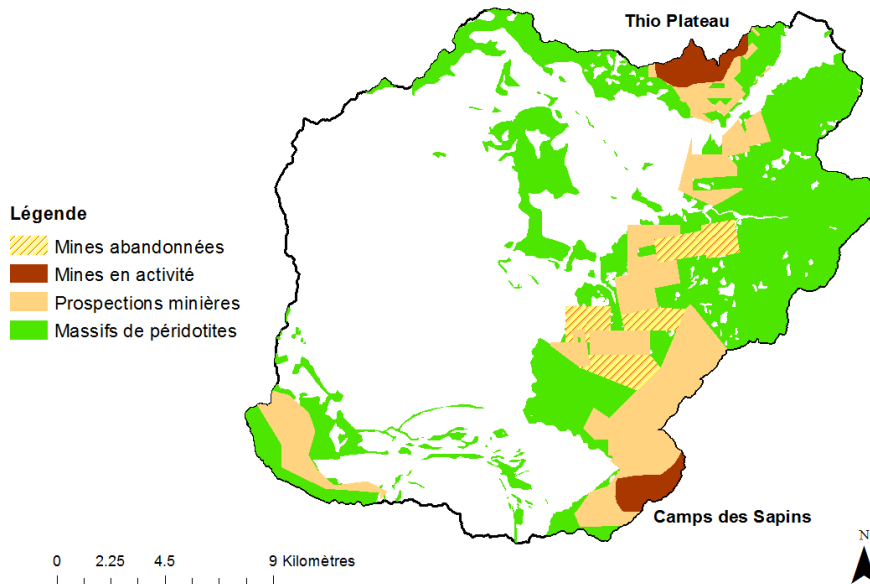 Thio Plateau
Légende
Mines abandonnées
Mines en activité
Prospections minières
Massifs de péridotites
Camps des Sapins
0 2.25 4.5 9 Kilomètres
N